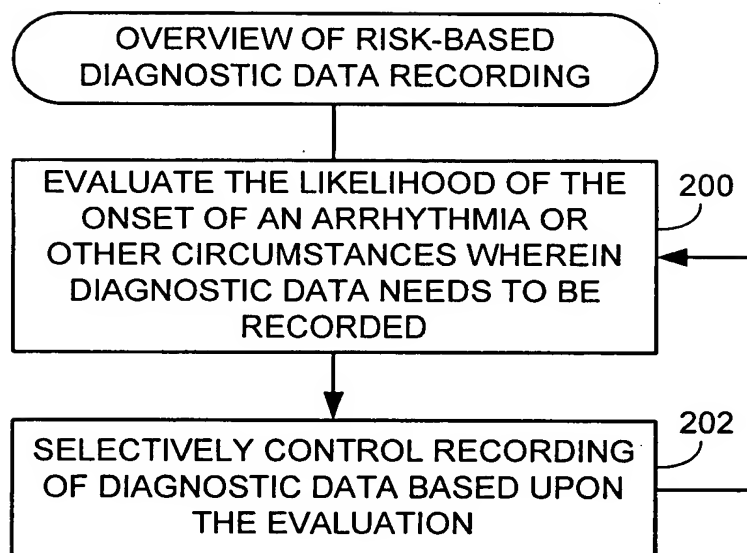 OVERVIEW OF RISK-BASED
DIAGNOSTIC DATA RECORDING
EVALUATE THE LIKELIHOOD OF THE
ONSET OF AN ARRHYTHMIA OR
OTHER CIRCUMSTANCES WHEREIN
DIAGNOSTIC DATA NEEDS TO BE
RECORDED
200
SELECTIVELY CONTROL RECORDING
OF DIAGNOSTIC DATA BASED UPON
THE EVALUATION
202